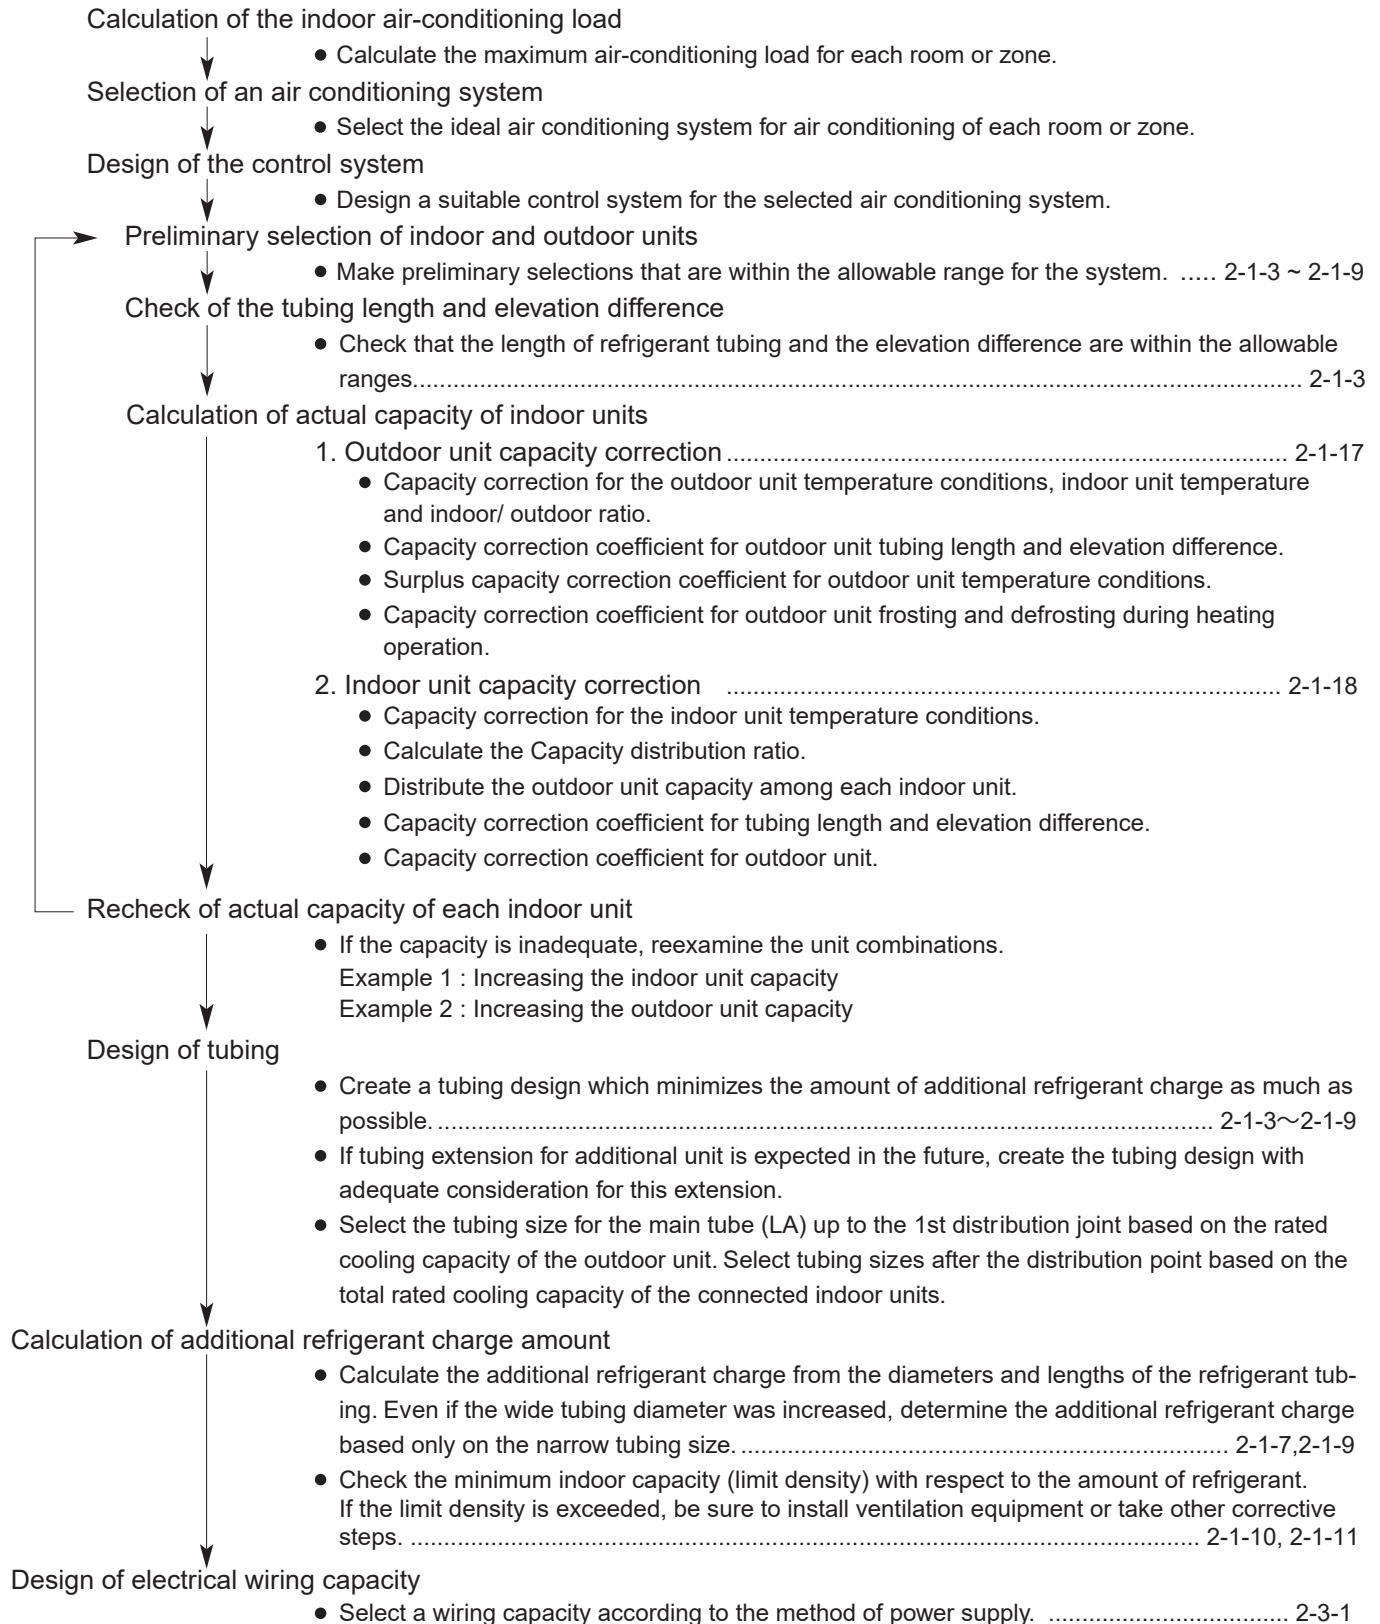 Calculation of the indoor air-conditioning load
● Calculate the maximum air-conditioning load for each room or zone.
Selection of an air conditioning system
● Select the ideal air conditioning system for air conditioning of each room or zone.
Design of the control system
● Design a suitable control system for the selected air conditioning system.
Preliminary selection of indoor and outdoor units
● Make preliminary selections that are within the allowable range for the system. ..... 2-1-3 ~ 2-1-9
Check of the tubing length and elevation difference
● Check that the length of refrigerant tubing and the elevation difference are within the allowable
ranges.................................................................................................................................... 2-1-3
Calculation of actual capacity of indoor units
1. Outdoor unit capacity correction .................................................................................... 2-1-17
● Capacity correction for the outdoor unit temperature conditions, indoor unit temperature
and indoor/ outdoor ratio.
● Capacity correction coefficient for outdoor unit tubing length and elevation difference.
● Surplus capacity correction coefficient for outdoor unit temperature conditions.
● Capacity correction coefficient for outdoor unit frosting and defrosting during heating
operation.
2. Indoor unit capacity correction ................................................................................... 2-1-18
● Capacity correction for the indoor unit temperature conditions.
● Calculate the Capacity distribution ratio.
● Distribute the outdoor unit capacity among each indoor unit.
● Capacity correction coefficient for tubing length and elevation difference.
● Capacity correction coefficient for outdoor unit.
Recheck of actual capacity of each indoor unit
● If the capacity is inadequate, reexamine the unit combinations.
Example 1 : Increasing the indoor unit capacity
Example 2 : Increasing the outdoor unit capacity
Design of tubing
● Create a tubing design which minimizes the amount of additional refrigerant charge as much as
possible. .................................................................................................................... 2-1-3～2-1-9
● If tubing extension for additional unit is expected in the future, create the tubing design with
adequate consideration for this extension.
● Select the tubing size for the main tube (LA) up to the 1st distribution joint based on the rated
cooling capacity of the outdoor unit. Select tubing sizes after the distribution point based on the
total rated cooling capacity of the connected indoor units.
Calculation of additional refrigerant charge amount
● Calculate the additional refrigerant charge from the diameters and lengths of the refrigerant tub-
ing. Even if the wide tubing diameter was increased, determine the additional refrigerant charge
based only on the narrow tubing size. ......................................................................... 2-1-7,2-1-9
● Check the minimum indoor capacity (limit density) with respect to the amount of refrigerant.
If the limit density is exceeded, be sure to install ventilation equipment or take other corrective
steps. ...................................................................................................................... 2-1-10, 2-1-11
Design of electrical wiring capacity
● Select a wiring capacity according to the method of power supply. .................................... 2-3-1